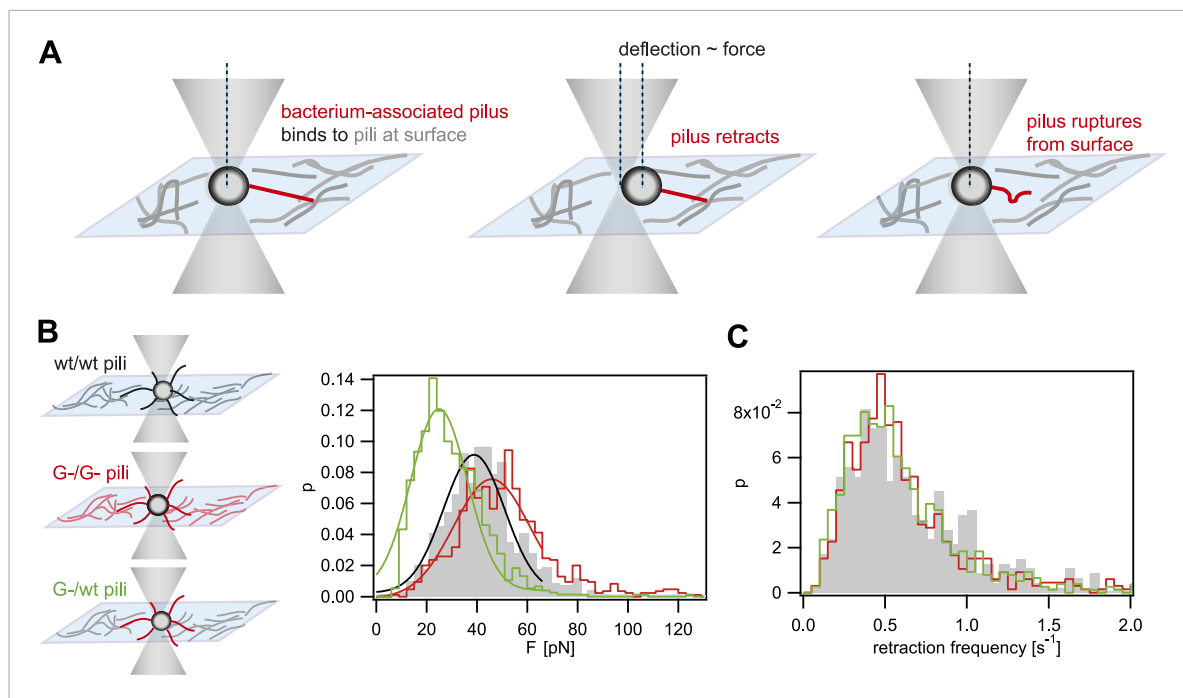 A
deflection ~ force
bacterium-associated pilus
binds to pili at surface
pilus retracts
pilus ruptures
from surface
B
wt/wt pili
G-/G- pili
G-/wt pili
p
0.14
0.12
0.10
0.08
0.06
0.04
0.02
0.00
0 20 40 60 80 100 120
F [pN]
C
p
8x10⁻²
6
4
2
0
0.0 0.5 1.0 1.5 2.0
retraction frequency [s⁻¹]